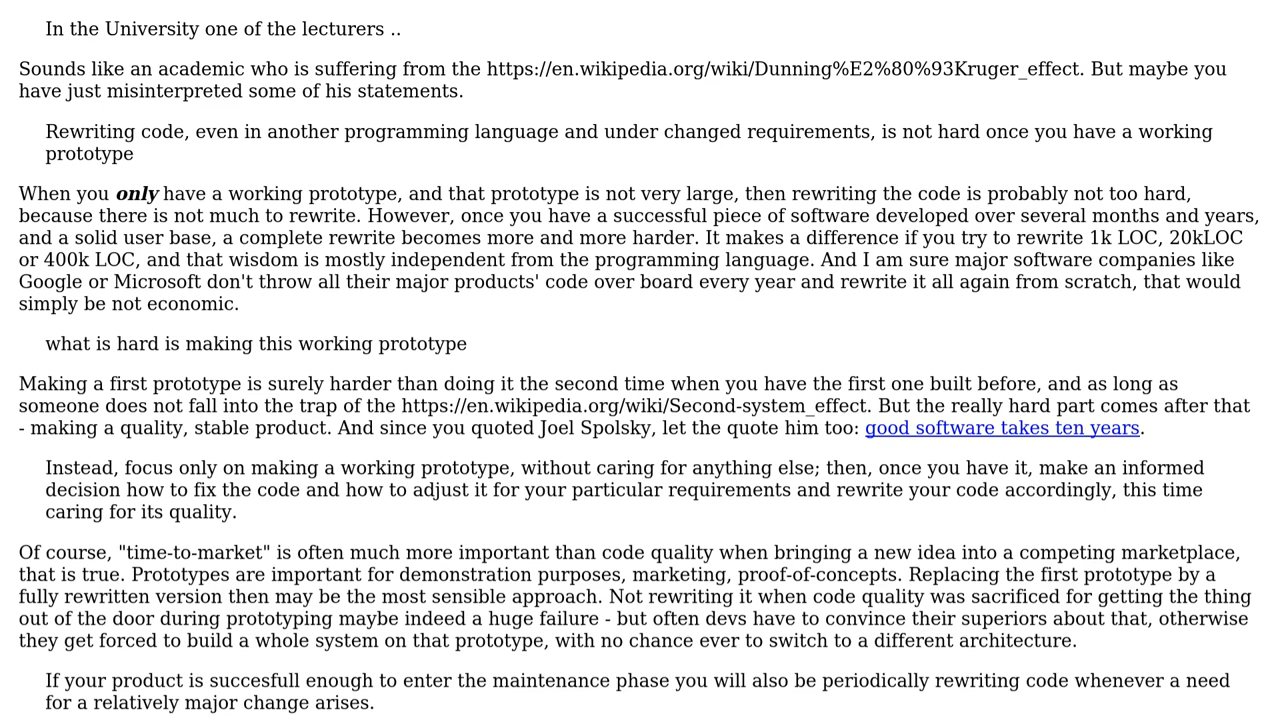 In the University one of the lecturers ..
Sounds like an academic who is suffering from the https://en.wikipedia.org/wiki/Dunning%E2%80%93Kruger_effect. But maybe you
have just misinterpreted some of his statements.
Rewriting code, even in another programming language and under changed requirements, is not hard once you have a working
prototype
When you only have a working prototype, and that prototype is not very large, then rewriting the code is probably not too hard,
because there is not much to rewrite. However, once you have a successful piece of software developed over several months and years,
and a solid user base, a complete rewrite becomes more and more harder. It makes a difference if you try to rewrite 1k LOC, 20kLOC
or 400k LOC, and that wisdom is mostly independent from the programming language. And I am sure major software companies like
Google or Microsoft don't throw all their major products' code over board every year and rewrite it all again from scratch, that would
simply be not economic.
what is hard is making this working prototype
Making a first prototype is surely harder than doing it the second time when you have the first one built before, and as long as
someone does not fall into the trap of the https://en.wikipedia.org/wiki/Second-system_effect. But the really hard part comes after that
- making a quality, stable product. And since you quoted Joel Spolsky, let the quote him too: good software takes ten years.
Instead, focus only on making a working prototype, without caring for anything else; then, once you have it, make an informed
decision how to fix the code and how to adjust it for your particular requirements and rewrite your code accordingly, this time
caring for its quality.
Of course, "time-to-market" is often much more important than code quality when bringing a new idea into a competing marketplace,
that is true. Prototypes are important for demonstration purposes, marketing, proof-of-concepts. Replacing the first prototype by a
fully rewritten version then may be the most sensible approach. Not rewriting it when code quality was sacrificed for getting the thing
out of the door during prototyping maybe indeed a huge failure - but often devs have to convince their superiors about that, otherwise
they get forced to build a whole system on that prototype, with no chance ever to switch to a different architecture.
If your product is succesfull enough to enter the maintenance phase you will also be periodically rewriting code whenever a need
for a relatively major change arises.